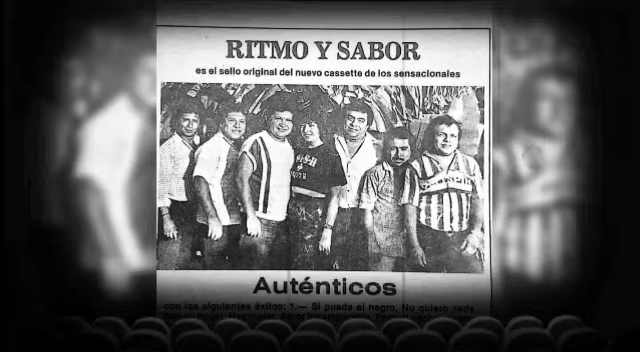 RITMO Y SABOR
es el sello original del nuevo cassette de los sensacionales
Auténticos
con los siguientes éxitos: 1.— Si pueda el negro, No quiero nada